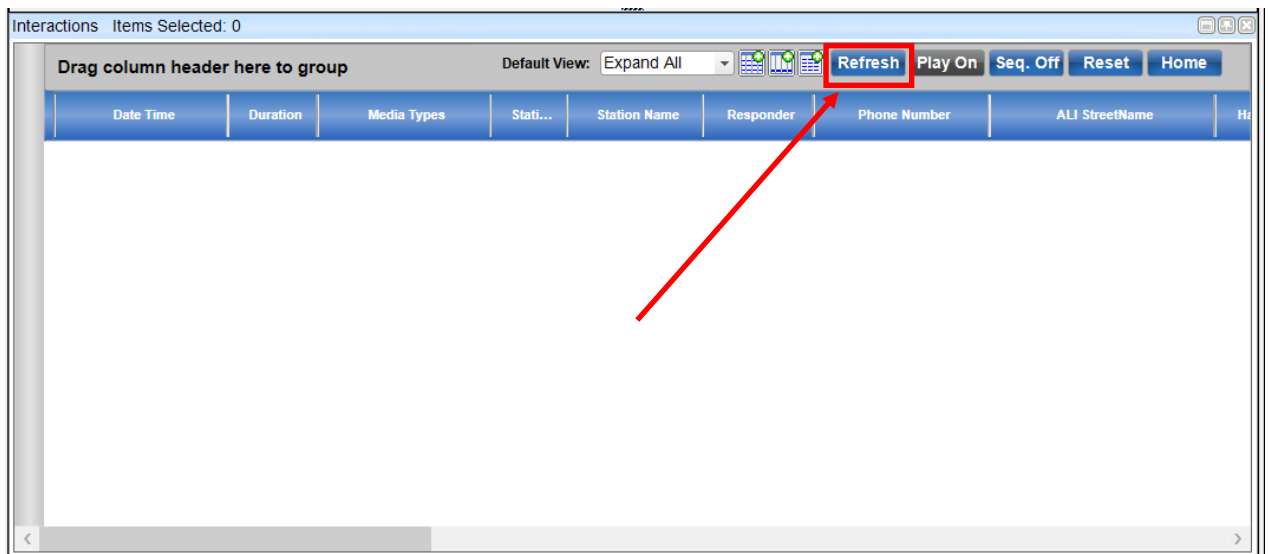 Interactions Items Selected: 0
Drag column header here to group Default View: Expand All Refresh Play On Seq. Off Reset Home
Date Time Duration Media Types Stati... Station Name Responder Phone Number ALI StreetName Ha